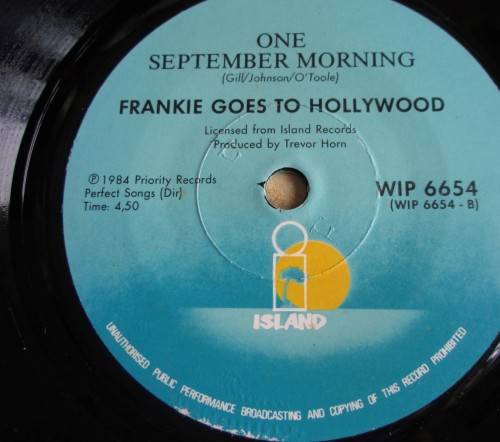 ONE
SEPTEMBER MORNING
(Gill/Johnson/O'Toole)
FRANKIE GOES TO HOLLYWOOD
Licensed from Island Records
Produced by Trevor Horn
℗ 1984 Priority Records
Perfect Songs (Dir)
Time: 4,50
WIP 6654
(WIP 6654 - B)
i
ISLAND
UNAUTHORISED PUBLIC PERFORMANCE BROADCASTING AND COPYING OF THIS RECORD PROHIBITED